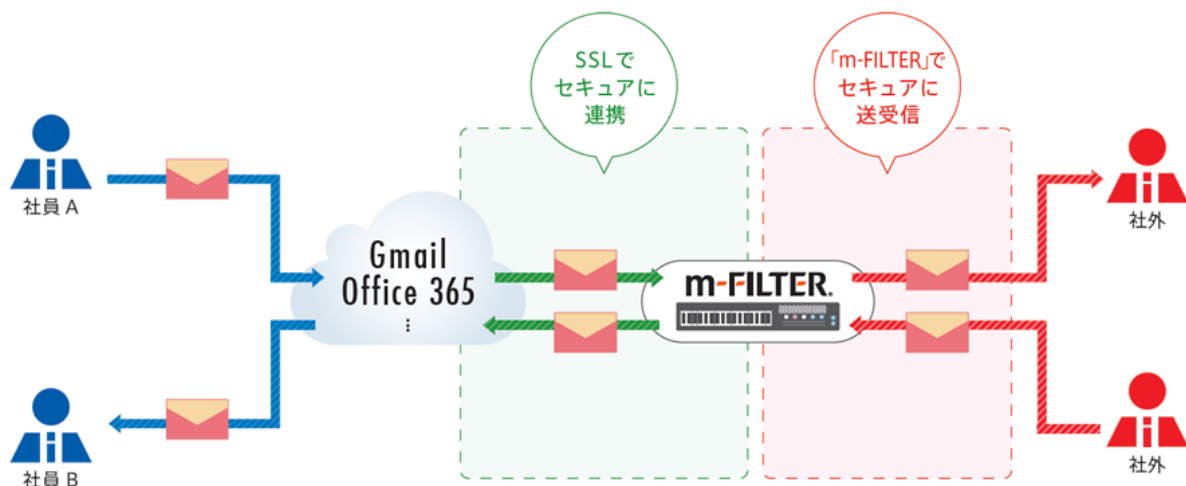 SSLで
セキュアに
連携
「m-FILTER」で
セキュアに
送受信
社員 A
社外
Gmail
Office 365
⋮
m-FILTER®
社員 B
社外